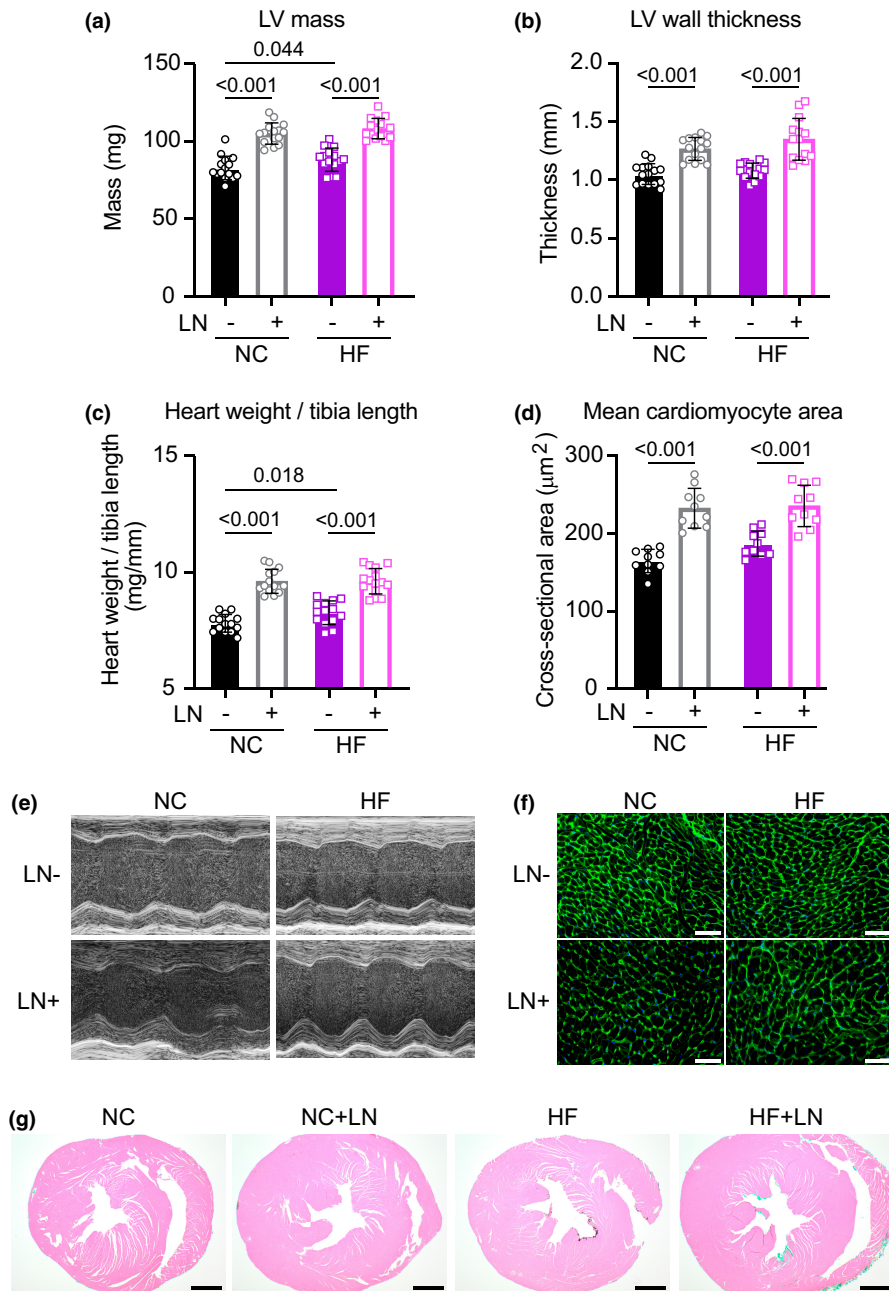 (a) LV mass
0.044
<0.001 <0.001
150
100
50
0
Mass (mg)
LN - + - +
NC HF
(b) LV wall thickness
<0.001 <0.001
2.0
1.5
1.0
0.5
0.0
Thickness (mm)
LN - + - +
NC HF
(c) Heart weight / tibia length
0.018
<0.001 <0.001
15
10
5
Heart weight / tibia length
(mg/mm)
LN - + - +
NC HF
(d) Mean cardiomyocyte area
<0.001 <0.001
300
200
100
0
Cross-sectional area (μm²)
LN - + - +
NC HF
(e) NC HF
LN-
LN+
(f) NC HF
LN-
LN+
(g) NC NC+LN HF HF+LN